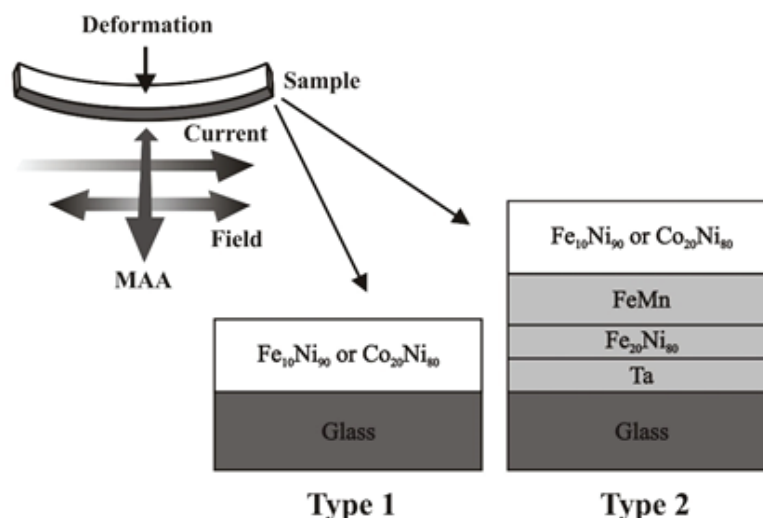 Deformation
Sample
Current
Field
MAA
Fe₁₀Ni₉₀ or Co₂₀Ni₈₀
Glass
Type 1
Fe₁₀Ni₉₀ or Co₂₀Ni₈₀
FeMn
Fe₂₀Ni₈₀
Ta
Glass
Type 2